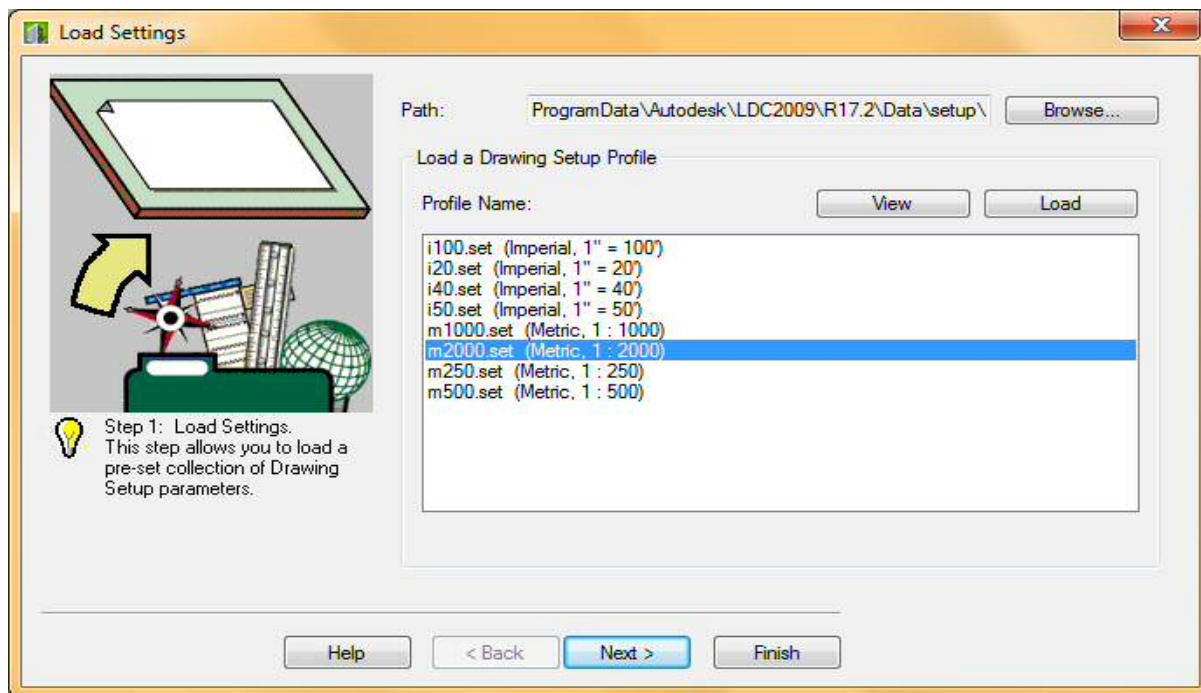 Load Settings
Path: ProgramData\Autodesk\LDC2009\R17.2\Data\setup\ Browse...
Load a Drawing Setup Profile
Profile Name: View Load
i100.set (Imperial, 1" = 100')
i20.set (Imperial, 1" = 20')
i40.set (Imperial, 1" = 40')
i50.set (Imperial, 1" = 50')
m1000.set (Metric, 1 : 1000)
m2000.set (Metric, 1 : 2000)
m250.set (Metric, 1 : 250)
m500.set (Metric, 1 : 500)
Step 1: Load Settings.
This step allows you to load a
pre-set collection of Drawing
Setup parameters.
Help < Back Next > Finish